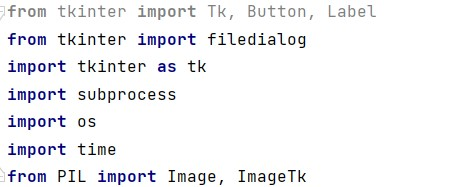 from tkinter import Tk, Button, Label
from tkinter import filedialog
import tkinter as tk
import subprocess
import os
import time
from PIL import Image, ImageTk